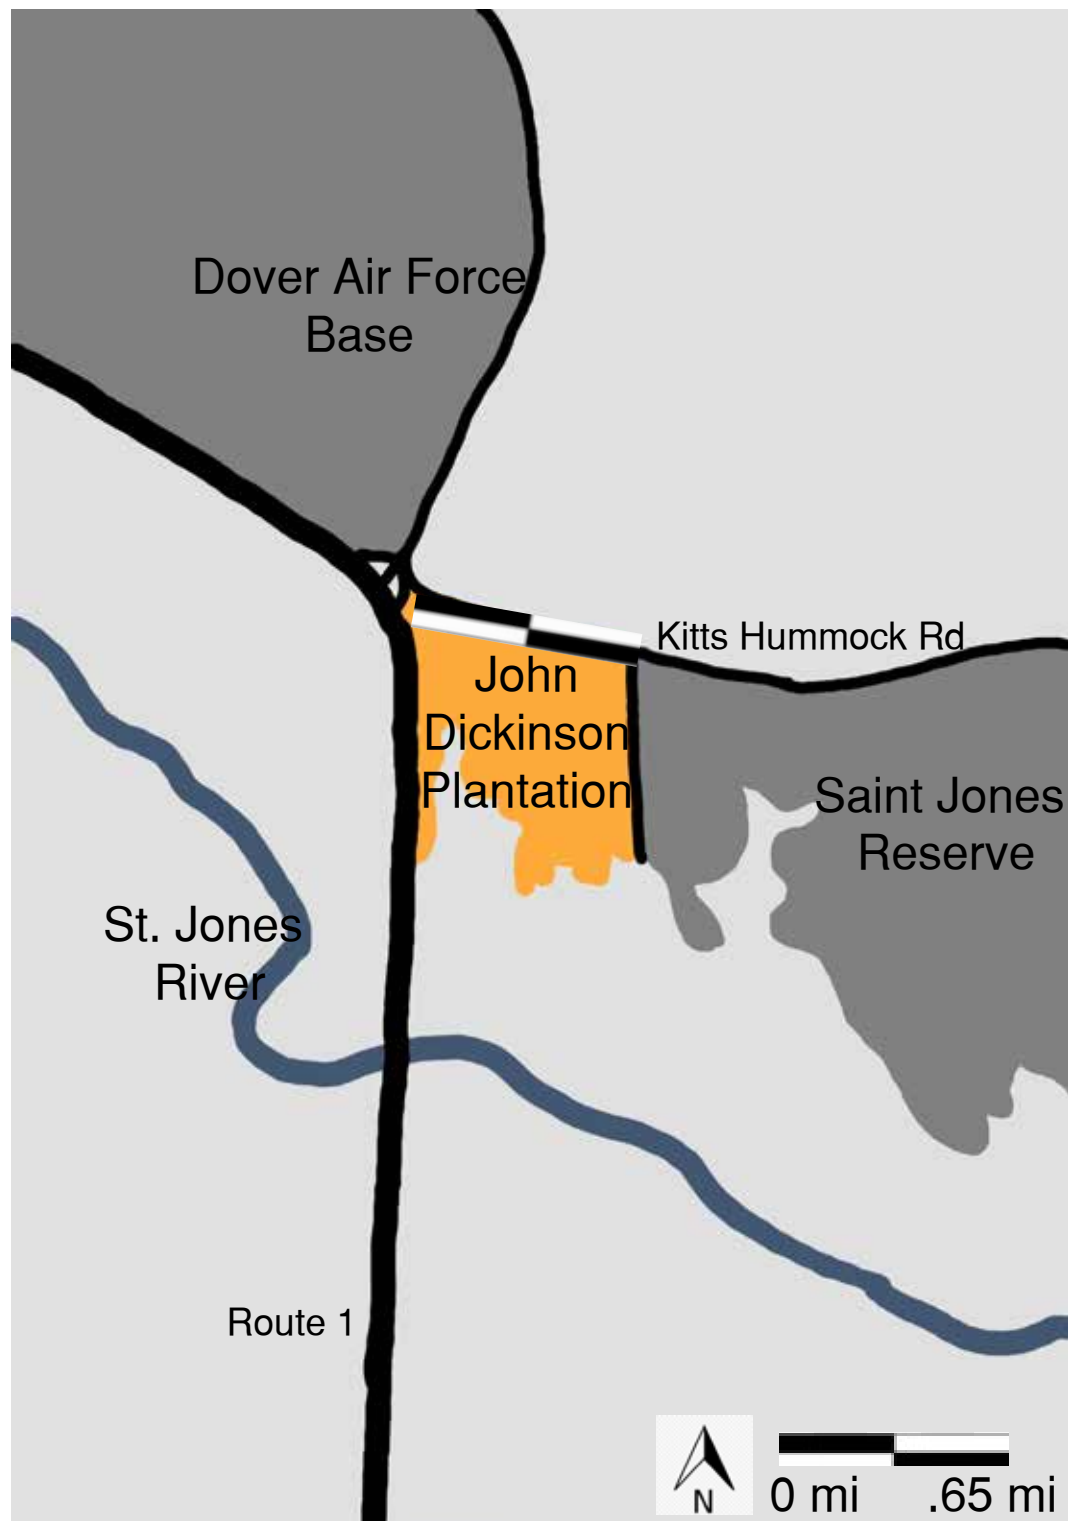 Dover Air Force
Base
Kitts Hummock Rd
John
Dickinson
Plantation
Saint Jones
Reserve
St. Jones
River
Route 1
N
0 mi .65 mi